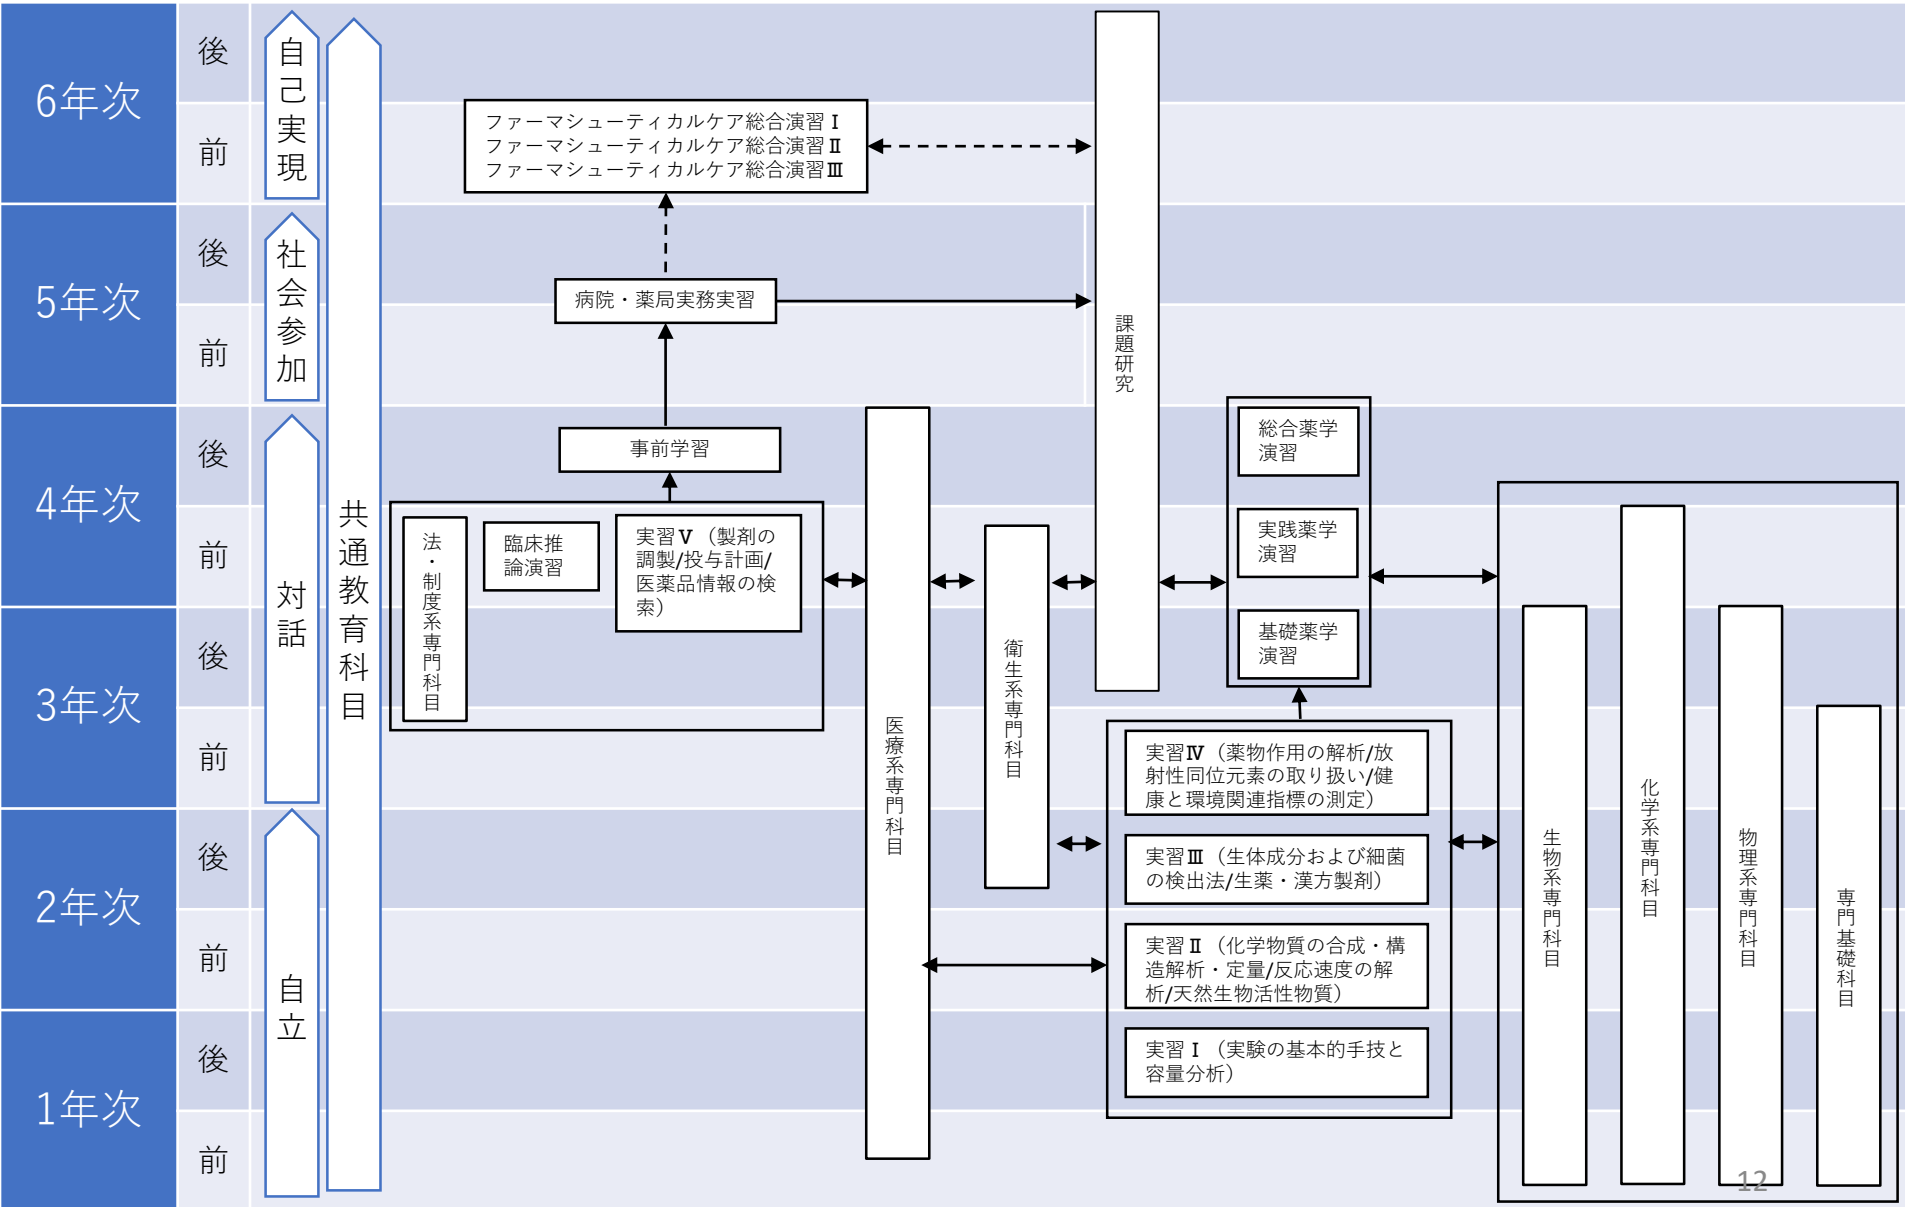 6年次
後
前
5年次
後
前
4年次
後
前
3年次
後
前
2年次
後
前
1年次
後
前
自己実現
社会参加
対話
自立
共通教育科目
ファーマシューティカルケア総合演習Ⅰ
ファーマシューティカルケア総合演習Ⅱ
ファーマシューティカルケア総合演習Ⅲ
病院・薬局実務実習
事前学習
法・制度系専門科目
臨床推
論演習
実習Ⅴ（製剤の
調製/投与計画/
医薬品情報の検
索）
医療系専門科目
衛生系専門科目
課題研究
総合薬学
演習
実践薬学
演習
基礎薬学
演習
実習Ⅳ（薬物作用の解析/放
射性同位元素の取り扱い/健
康と環境関連指標の測定）
実習Ⅲ（生体成分および細菌
の検出法/生薬・漢方製剤）
実習Ⅱ（化学物質の合成・構
造解析・定量/反応速度の解
析/天然生物活性物質）
実習Ⅰ（実験の基本的手技と
容量分析）
生物系専門科目
化学系専門科目
物理系専門科目
専門基礎科目
12